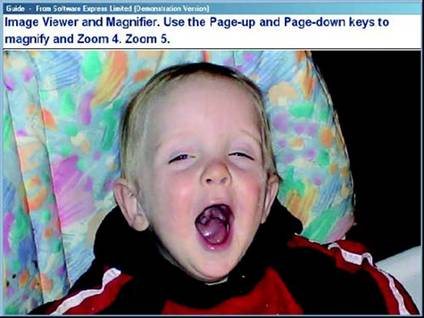 Guide - From Software Express Limited (Demonstration Version)
Image Viewer and Magnifier. Use the Page-up and Page-down keys to
magnify and Zoom 4. Zoom 5.